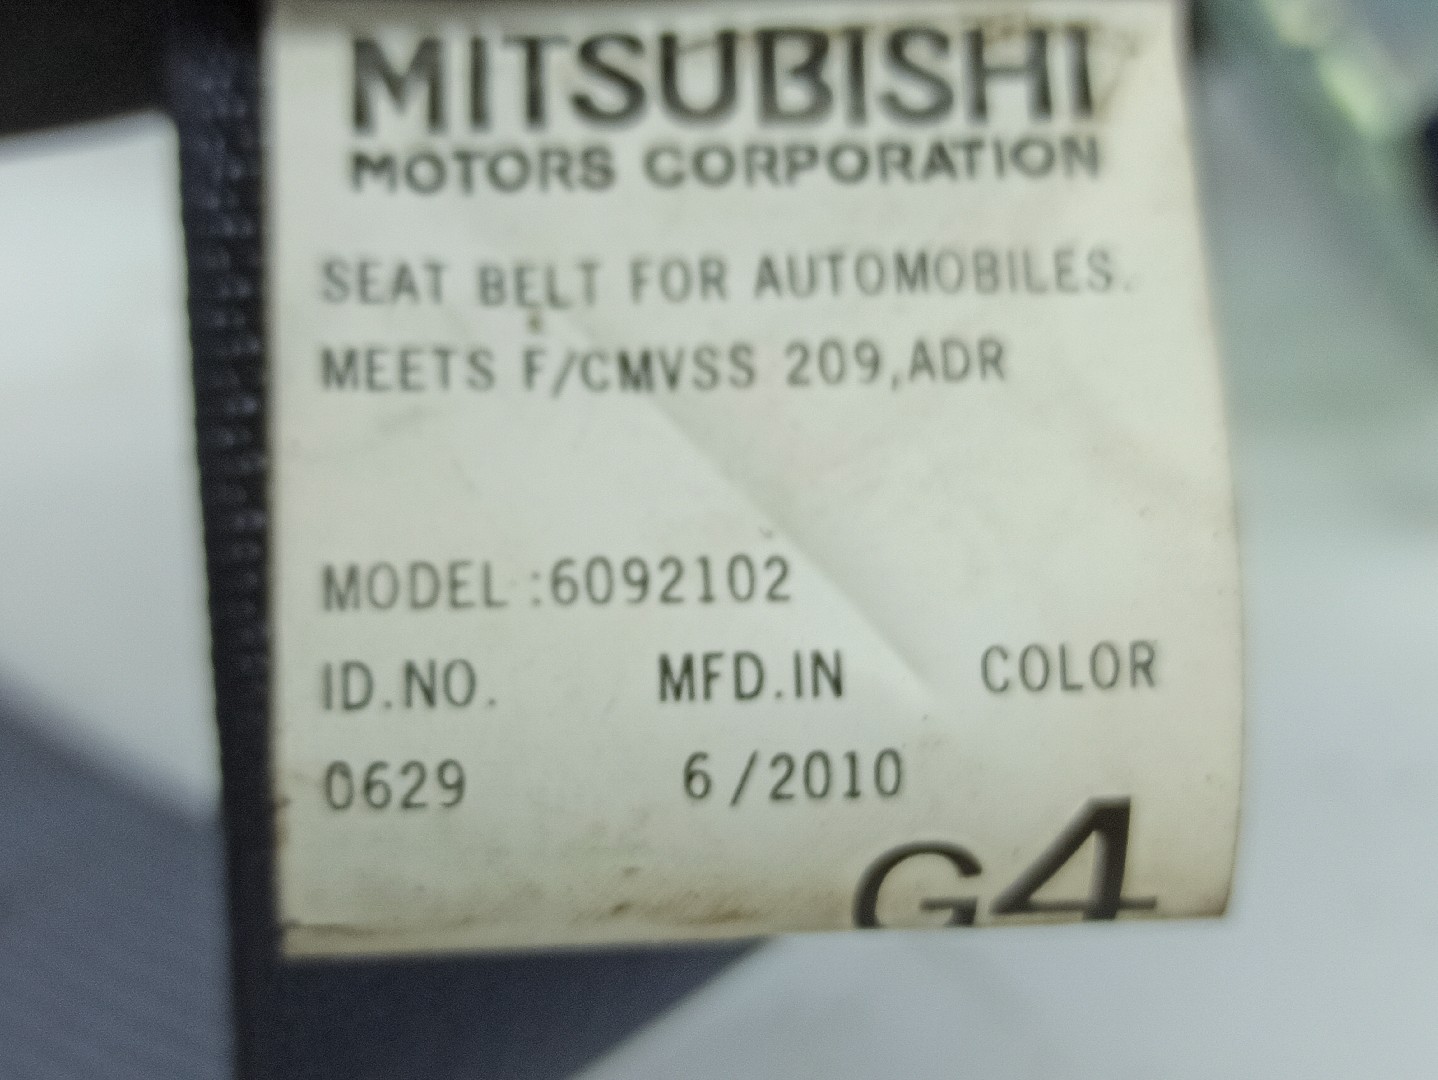 MITSUBISHI
MOTORS CORPORATION
SEAT BELT FOR AUTOMOBILES.
MEETS F/CMVSS 209,ADR
MODEL :6092102
ID.NO. MFD.IN COLOR
0629 6/2010
G4